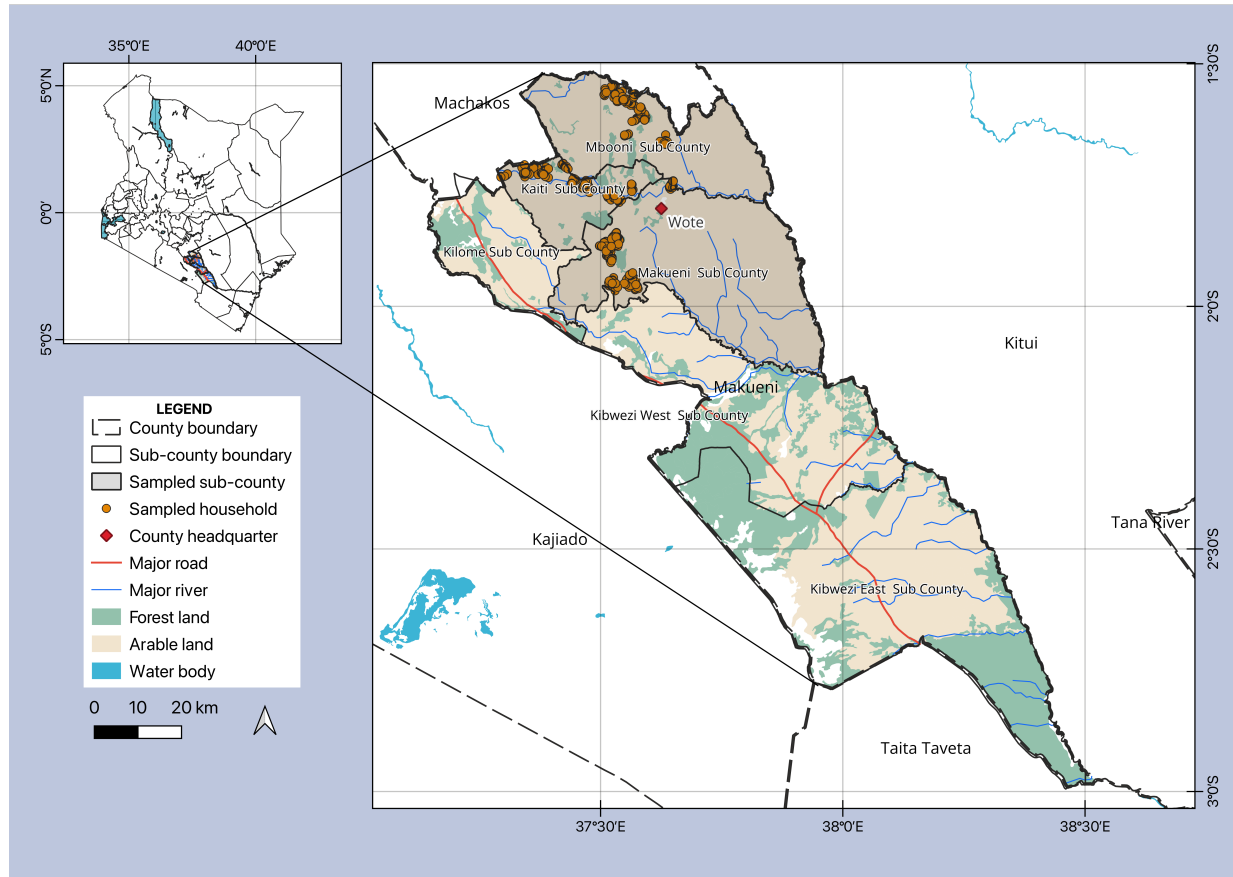 35°0'E 40°0'E
5°0'N
0°0'
5°0'S
1°30'S
2°0'S
2°30'S
3°0'S
37°30'E 38°0'E 38°30'E
Machakos
Mbooni Sub County
Kaiti Sub County
Wote
Kilome Sub County
Makueni Sub County
Kitui
Makueni
Kibwezi West Sub County
Tana River
Kajiado
Kibwezi East Sub County
Taita Taveta
LEGEND
County boundary
Sub-county boundary
Sampled sub-county
Sampled household
County headquarter
Major road
Major river
Forest land
Arable land
Water body
0 10 20 km